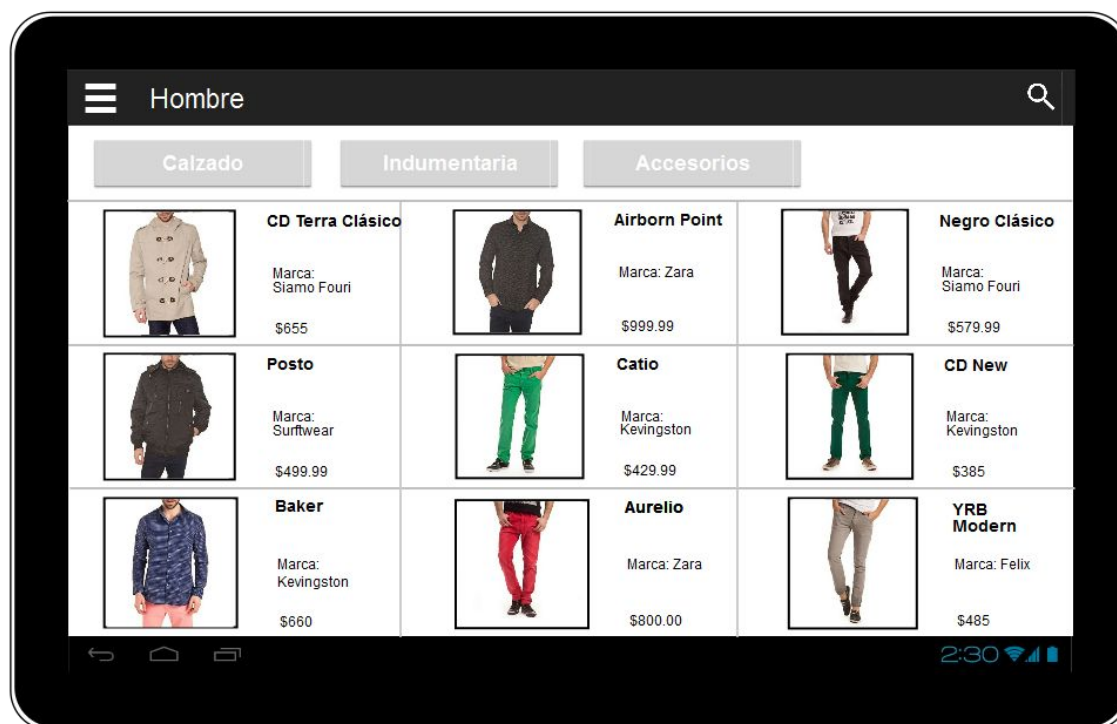 Hombre
Calzado
Indumentaria
Accesorios
CD Terra Clásico
Marca:
Siamo Fouri
$655
Airborn Point
Marca: Zara
$999.99
Negro Clásico
Marca:
Siamo Fouri
$579.99
Posto
Marca:
Surftwear
$499.99
Catio
Marca:
Kevingston
$429.99
CD New
Marca:
Kevingston
$385
Baker
Marca:
Kevingston
$660
Aurelio
Marca: Zara
$800.00
YRB
Modern
Marca: Felix
$485
2:30